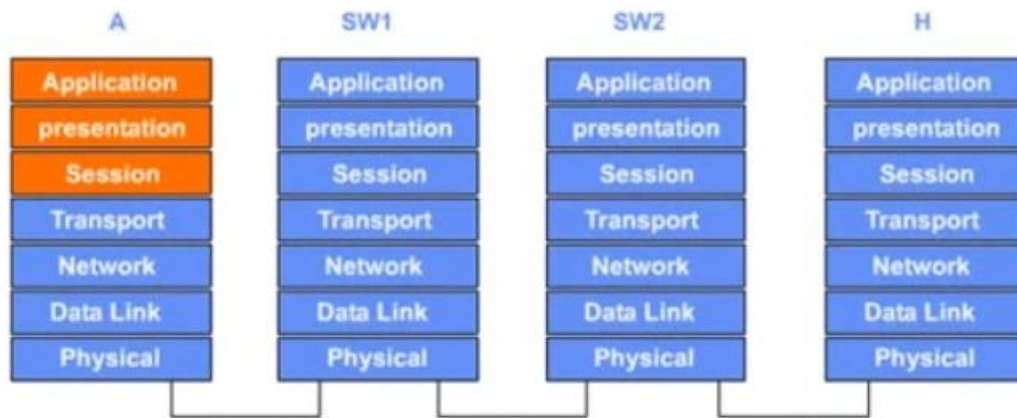 A SW1 SW2 H
Application Application Application Application
presentation presentation presentation presentation
Session Session Session Session
Transport Transport Transport Transport
Network Network Network Network
Data Link Data Link Data Link Data Link
Physical Physical Physical Physical